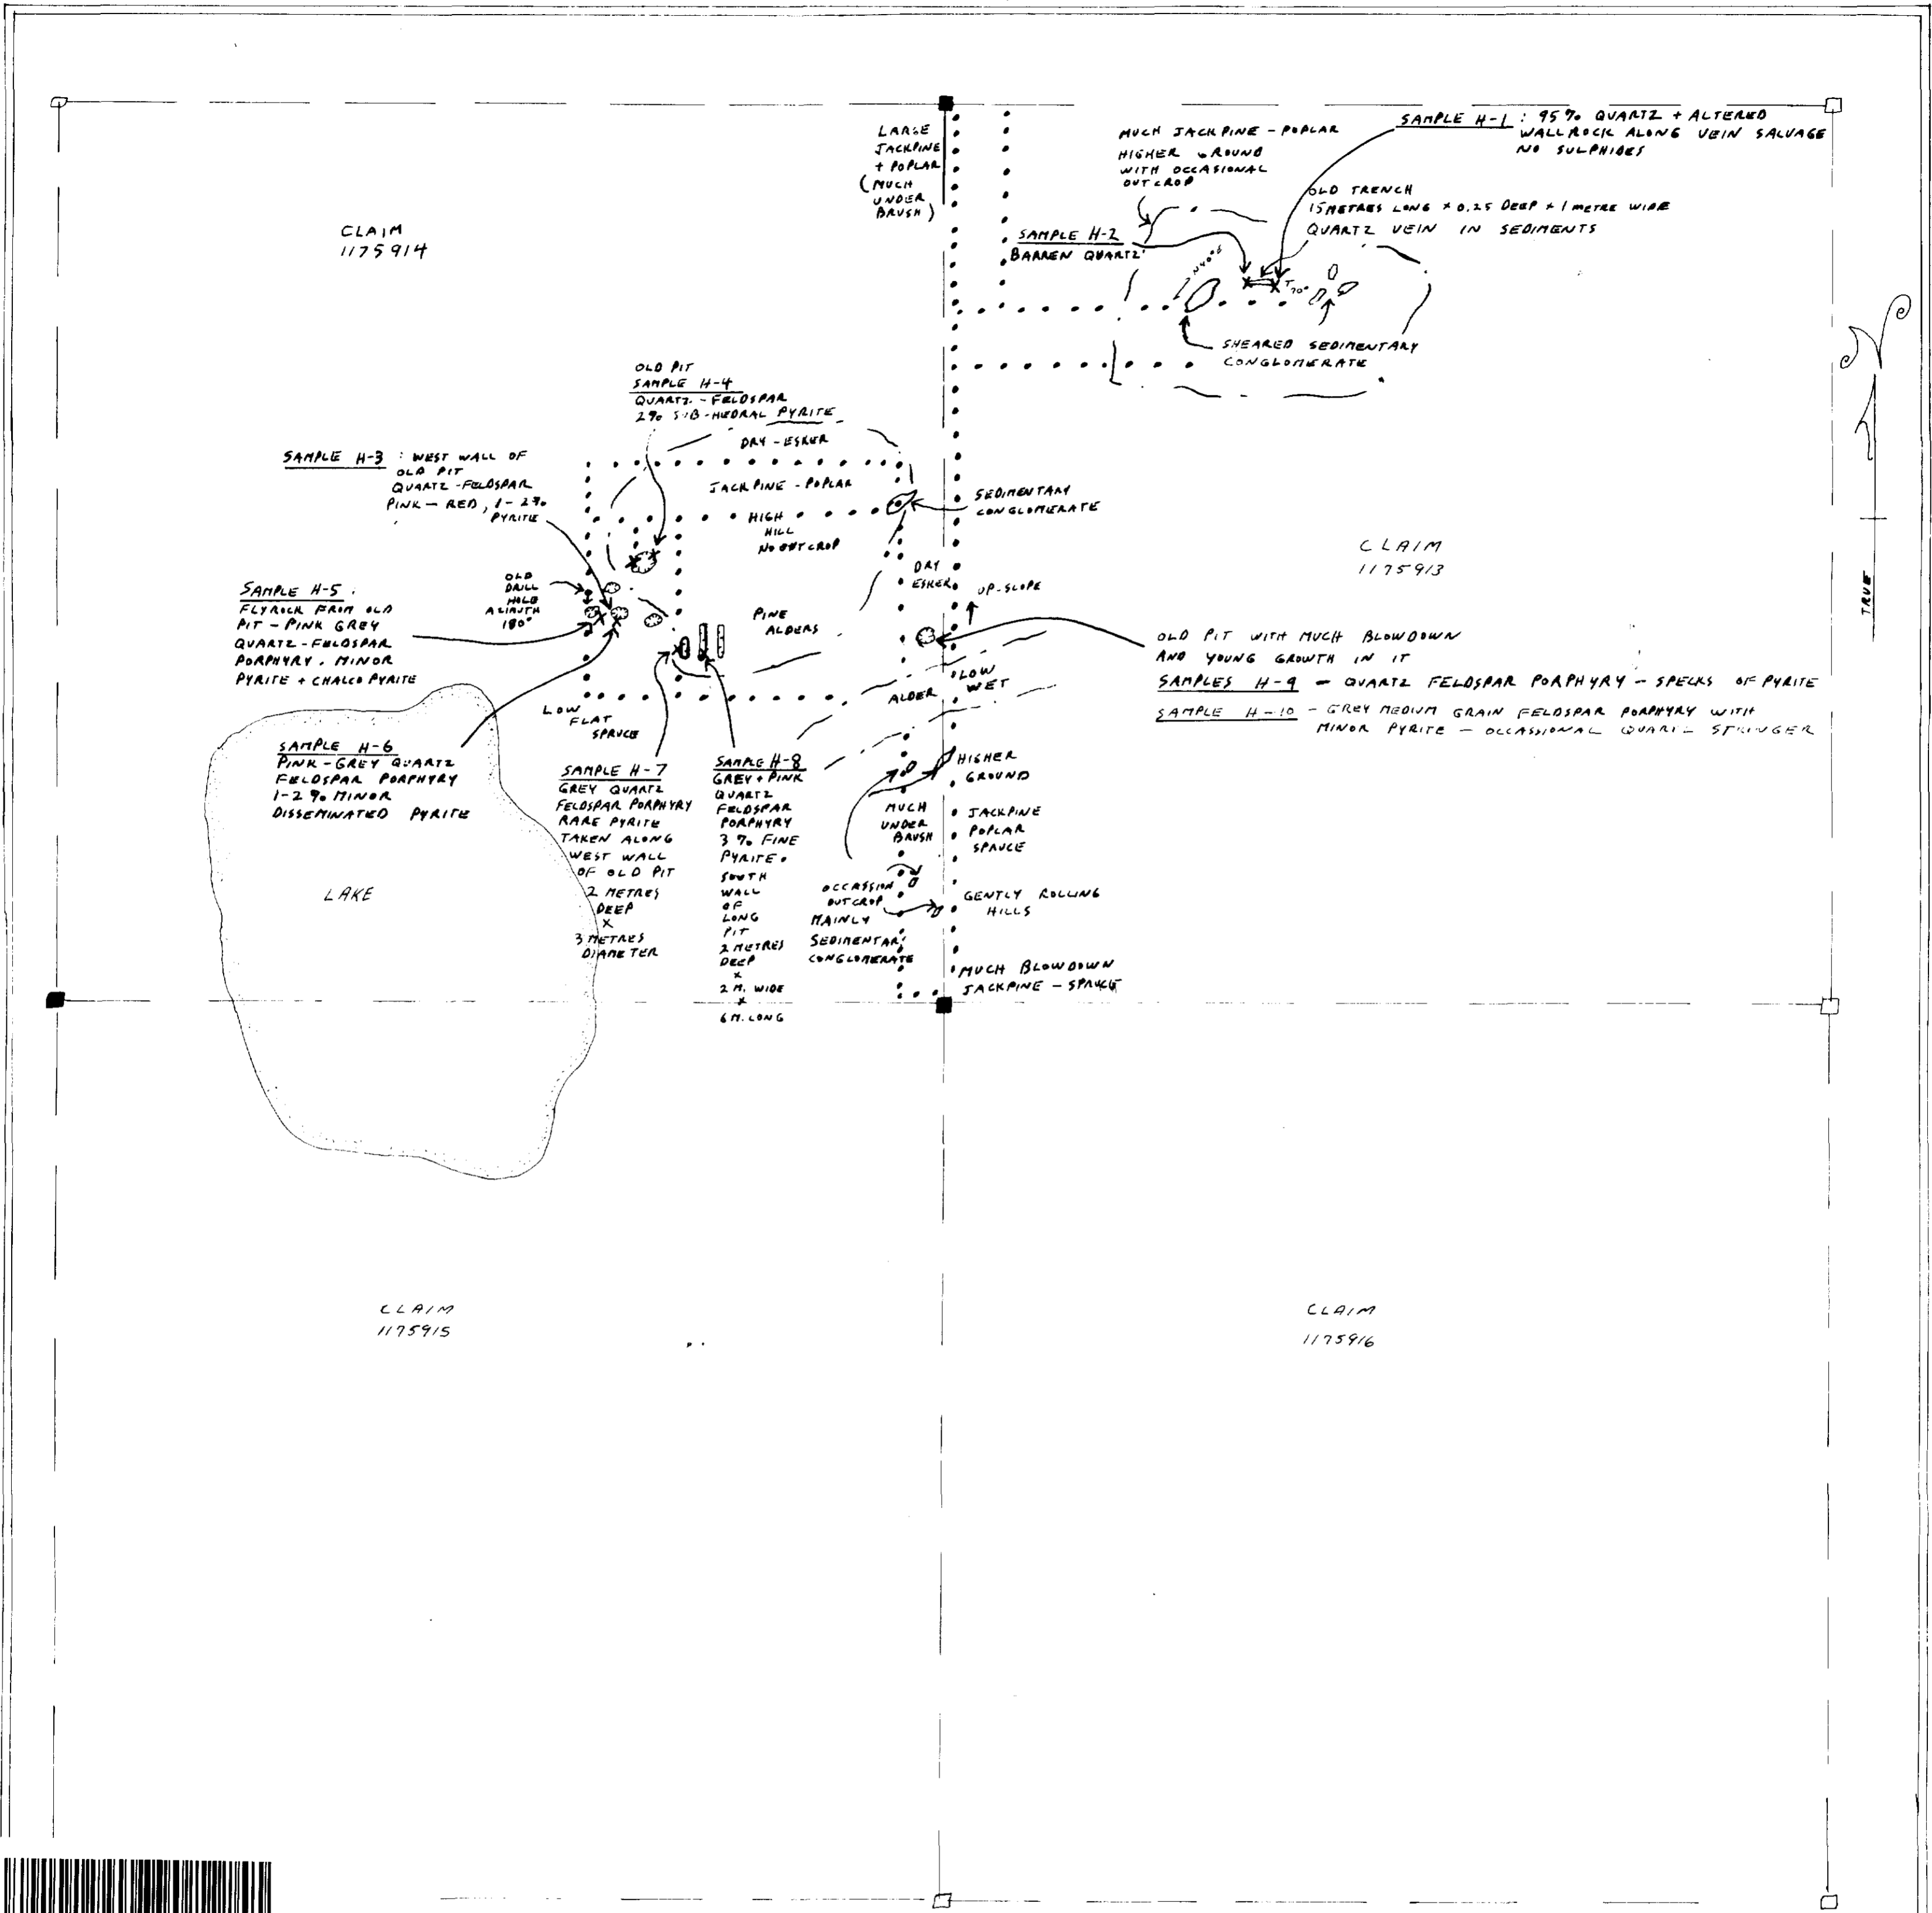 LARGE
JACKPINE
+ POPLAR
(MUCH
UNDER
BRUSH)
MUCH JACKPINE - POPLAR
HIGHER GROUND
WITH OCCASIONAL
OUTCROP
SAMPLE H-1 : 95% QUARTZ + ALTERED
WALLROCK ALONG VEIN SALVAGE
NO SULPHIDES
OLD TRENCH
15 METRES LONG × 0.25 DEEP × 1 METRE WIDE
QUARTZ VEIN IN SEDIMENTS
CLAIM
1175914
SAMPLE H-2
BARREN QUARTZ
70°
SHEARED SEDIMENTARY
CONGLOMERATE
OLD PIT
SAMPLE H-4
QUARTZ - FELDSPAR
2% SUB-HEDRAL PYRITE
DRY - ESKER
SAMPLE H-3 : WEST WALL OF
OLD PIT
QUARTZ - FELDSPAR
PINK - RED, 1-2%
PYRITE
JACKPINE - POPLAR
HIGH
HILL
NO OUTCROP
SEDIMENTARY
CONGLOMERATE
CLAIM
1175913
N
TRUE
DRY
ESKER
UP-SLOPE
SAMPLE H-5
FLYROCK FROM OLD
PIT - PINK GREY
QUARTZ - FELDSPAR
PORPHYRY. MINOR
PYRITE + CHALCO PYRITE
OLD
DRILL
HOLE
AZIMUTH
180°
PINE
ALDERS
OLD PIT WITH MUCH BLOWDOWN
AND YOUNG GROWTH IN IT
SAMPLES H-9 - QUARTZ FELDSPAR PORPHYRY - SPECKS OF PYRITE
SAMPLE H-10 - GREY MEDIUM GRAIN FELDSPAR PORPHYRY WITH
MINOR PYRITE - OCCASSIONAL QUARTZ STRINGER
ALDER
LOW
WET
LOW
FLAT
SPRUCE
SAMPLE H-6
PINK - GREY QUARTZ
FELDSPAR PORPHYRY
1-2% MINOR
DISSEMINATED PYRITE
SAMPLE H-7
GREY QUARTZ
FELDSPAR PORPHYRY
RARE PYRITE
TAKEN ALONG
WEST WALL
OF OLD PIT
2 METRES
DEEP
X
3 METRES
DIAMETER
SAMPLE H-8
GREY + PINK
QUARTZ
FELDSPAR
PORPHYRY
3% FINE
PYRITE.
SOUTH
WALL
OF
LONG
PIT
2 METRES
DEEP
X
2 M. WIDE
X
6 M. LONG
HIGHER
GROUND
MUCH
UNDER
BRUSH
JACKPINE
POPLAR
SPRUCE
LAKE
OCCASSION
OUTCROP
MAINLY
SEDIMENTARY
CONGLOMERATE
GENTLY ROLLING
HILLS
MUCH BLOWDOWN
JACKPINE - SPRUCE
CLAIM
1175915
CLAIM
1175916